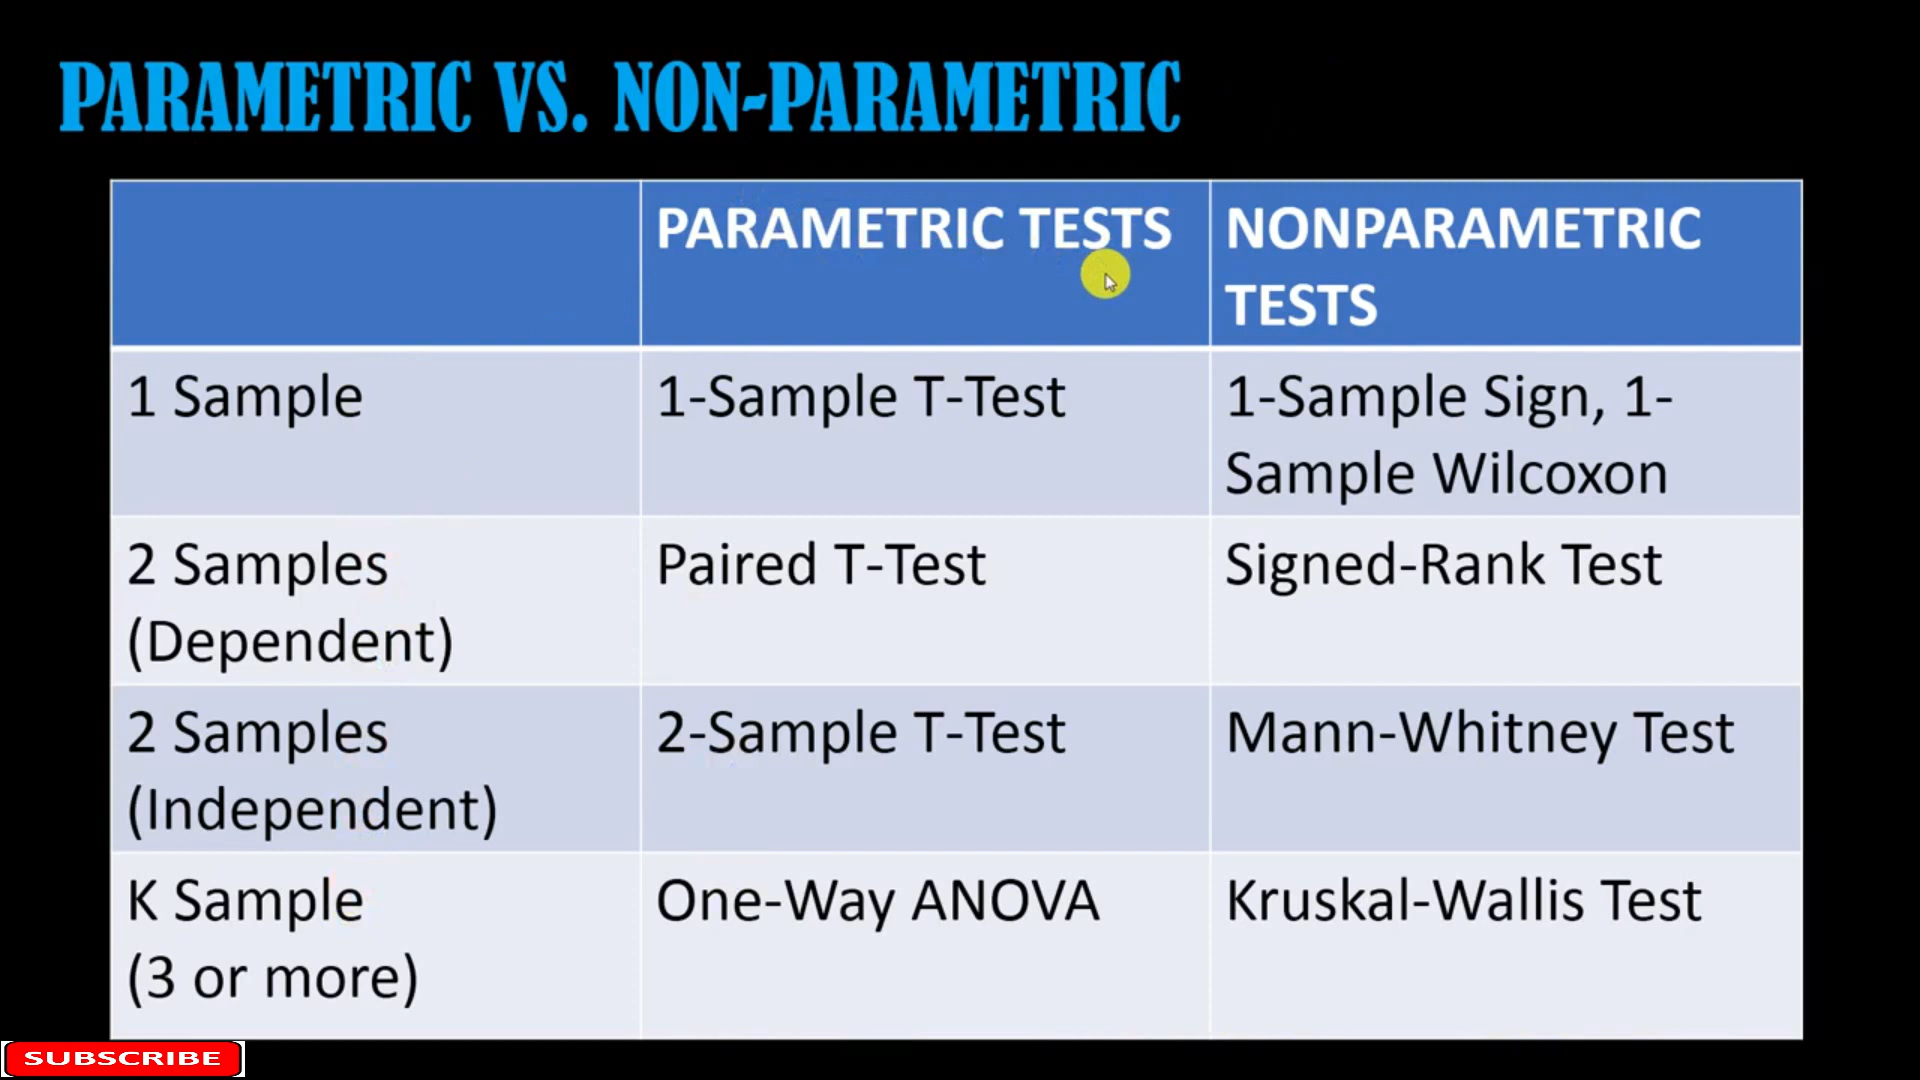 PARAMETRIC VS. NON-PARAMETRIC
PARAMETRIC TESTS
NONPARAMETRIC
TESTS
1 Sample
1-Sample T-Test
1-Sample Sign, 1-
Sample Wilcoxon
2 Samples
(Dependent)
Paired T-Test
Signed-Rank Test
2 Samples
(Independent)
2-Sample T-Test
Mann-Whitney Test
K Sample
(3 or more)
One-Way ANOVA
Kruskal-Wallis Test
SUBSCRIBE